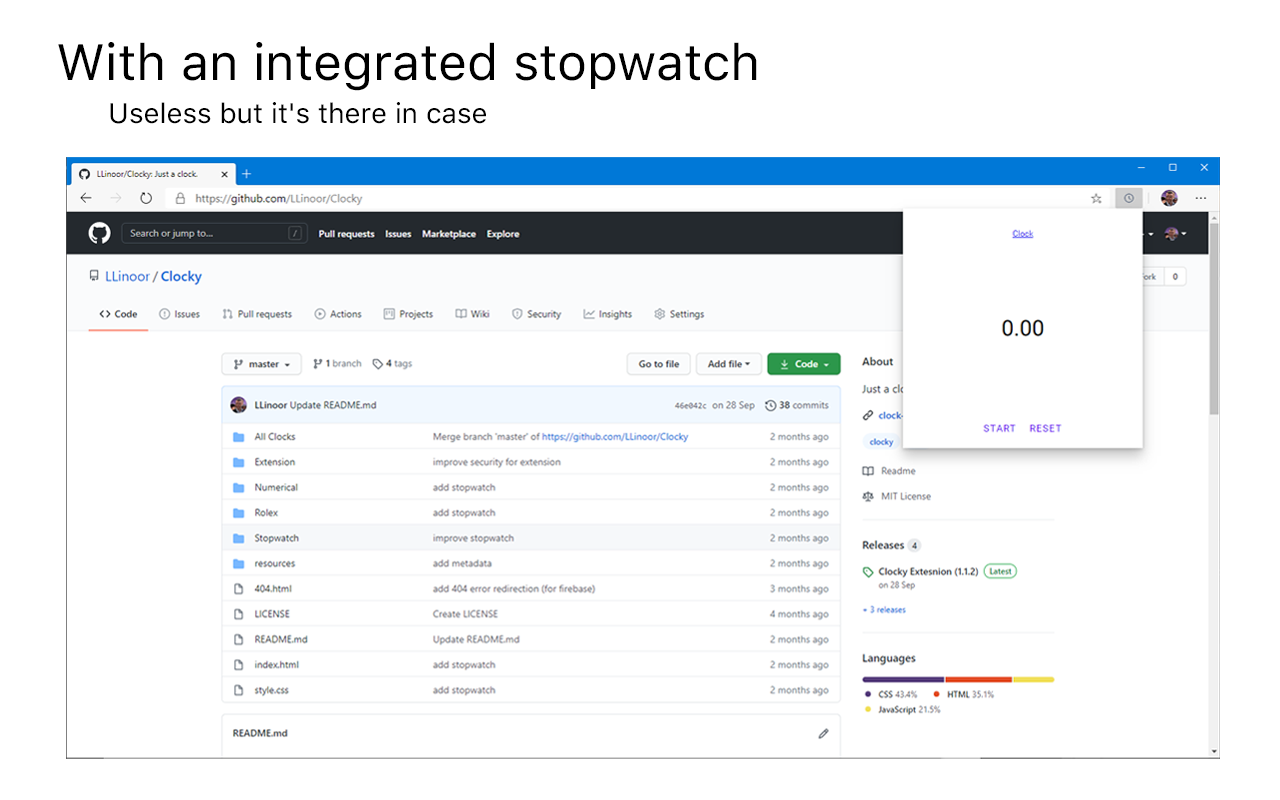 With an integrated stopwatch
Useless but it's there in case
LLinoor/Clocky: Just a clock.
https://github.com/LLinoor/Clocky
Search or jump to... /
Pull requests Issues Marketplace Explore
Clock
LLinoor / Clocky
ork 0
Code Issues Pull requests Actions Projects Wiki Security Insights Settings
0.00
master 1 branch 4 tags Go to file Add file Code
About
LLinoor Update README.md 46e042c on 28 Sep 38 commits
Just a clo
clock-
START RESET
All Clocks Merge branch 'master' of https://github.com/LLinoor/Clocky 2 months ago
clocky
Extension improve security for extension 2 months ago
Readme
Numerical add stopwatch 2 months ago
MIT License
Rolex add stopwatch 2 months ago
Stopwatch improve stopwatch 2 months ago
Releases 4
resources add metadata 2 months ago
Clocky Extesnion (1.1.2) Latest
on 28 Sep
404.html add 404 error redirection (for firebase) 3 months ago
+ 3 releases
LICENSE Create LICENSE 4 months ago
README.md Update README.md 2 months ago
Languages
index.html add stopwatch 2 months ago
style.css add stopwatch 2 months ago
CSS 43.4% HTML 35.1%
JavaScript 21.5%
README.md